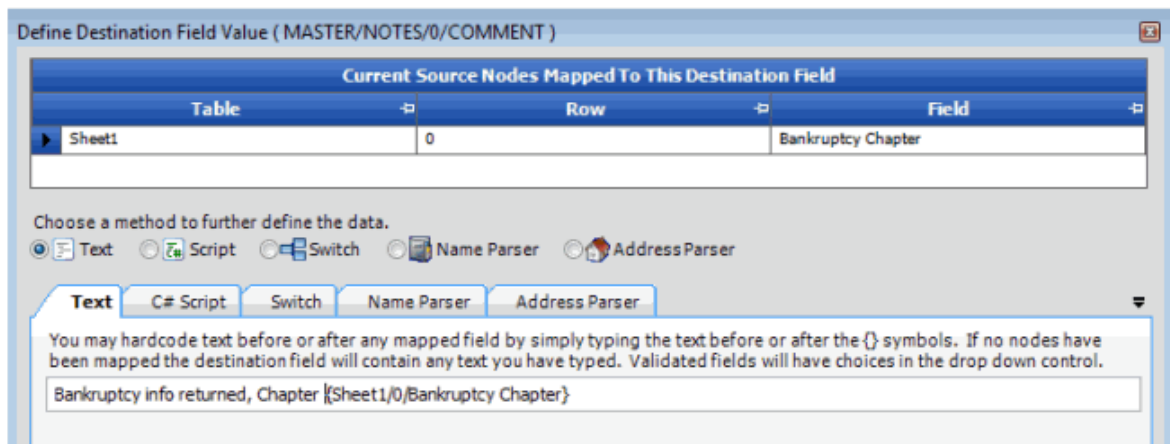 Define Destination Field Value ( MASTER/NOTES/0/COMMENT )
Current Source Nodes Mapped To This Destination Field
Table Row Field
Sheet1 0 Bankruptcy Chapter
Choose a method to further define the data.
Text Script Switch Name Parser Address Parser
Text C# Script Switch Name Parser Address Parser
You may hardcode text before or after any mapped field by simply typing the text before or after the {} symbols. If no nodes have
been mapped the destination field will contain any text you have typed. Validated fields will have choices in the drop down control.
Bankruptcy info returned, Chapter {Sheet1/0/Bankruptcy Chapter}